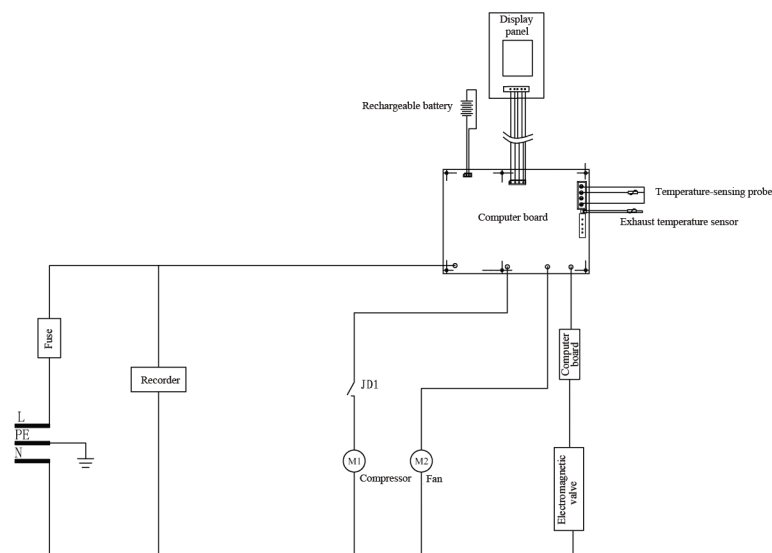 Display
panel
Rechargeable battery
Temperature-sensing probe
Computer board
Exhaust temperature sensor
Fuse
Recorder
Computer
board
JD1
L
PE
N
M1
M2
Compressor
Fan
Electromagnetic
valve